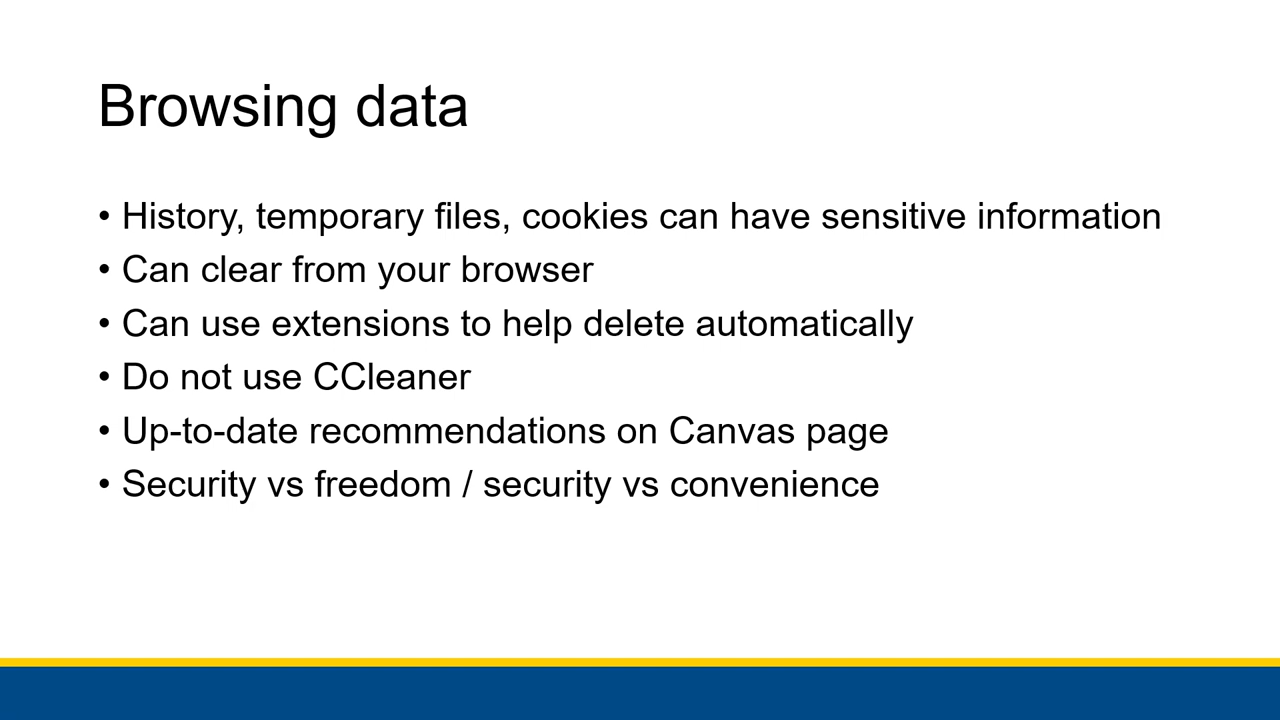 Browsing data
• History, temporary files, cookies can have sensitive information
• Can clear from your browser
• Can use extensions to help delete automatically
• Do not use CCleaner
• Up-to-date recommendations on Canvas page
• Security vs freedom / security vs convenience